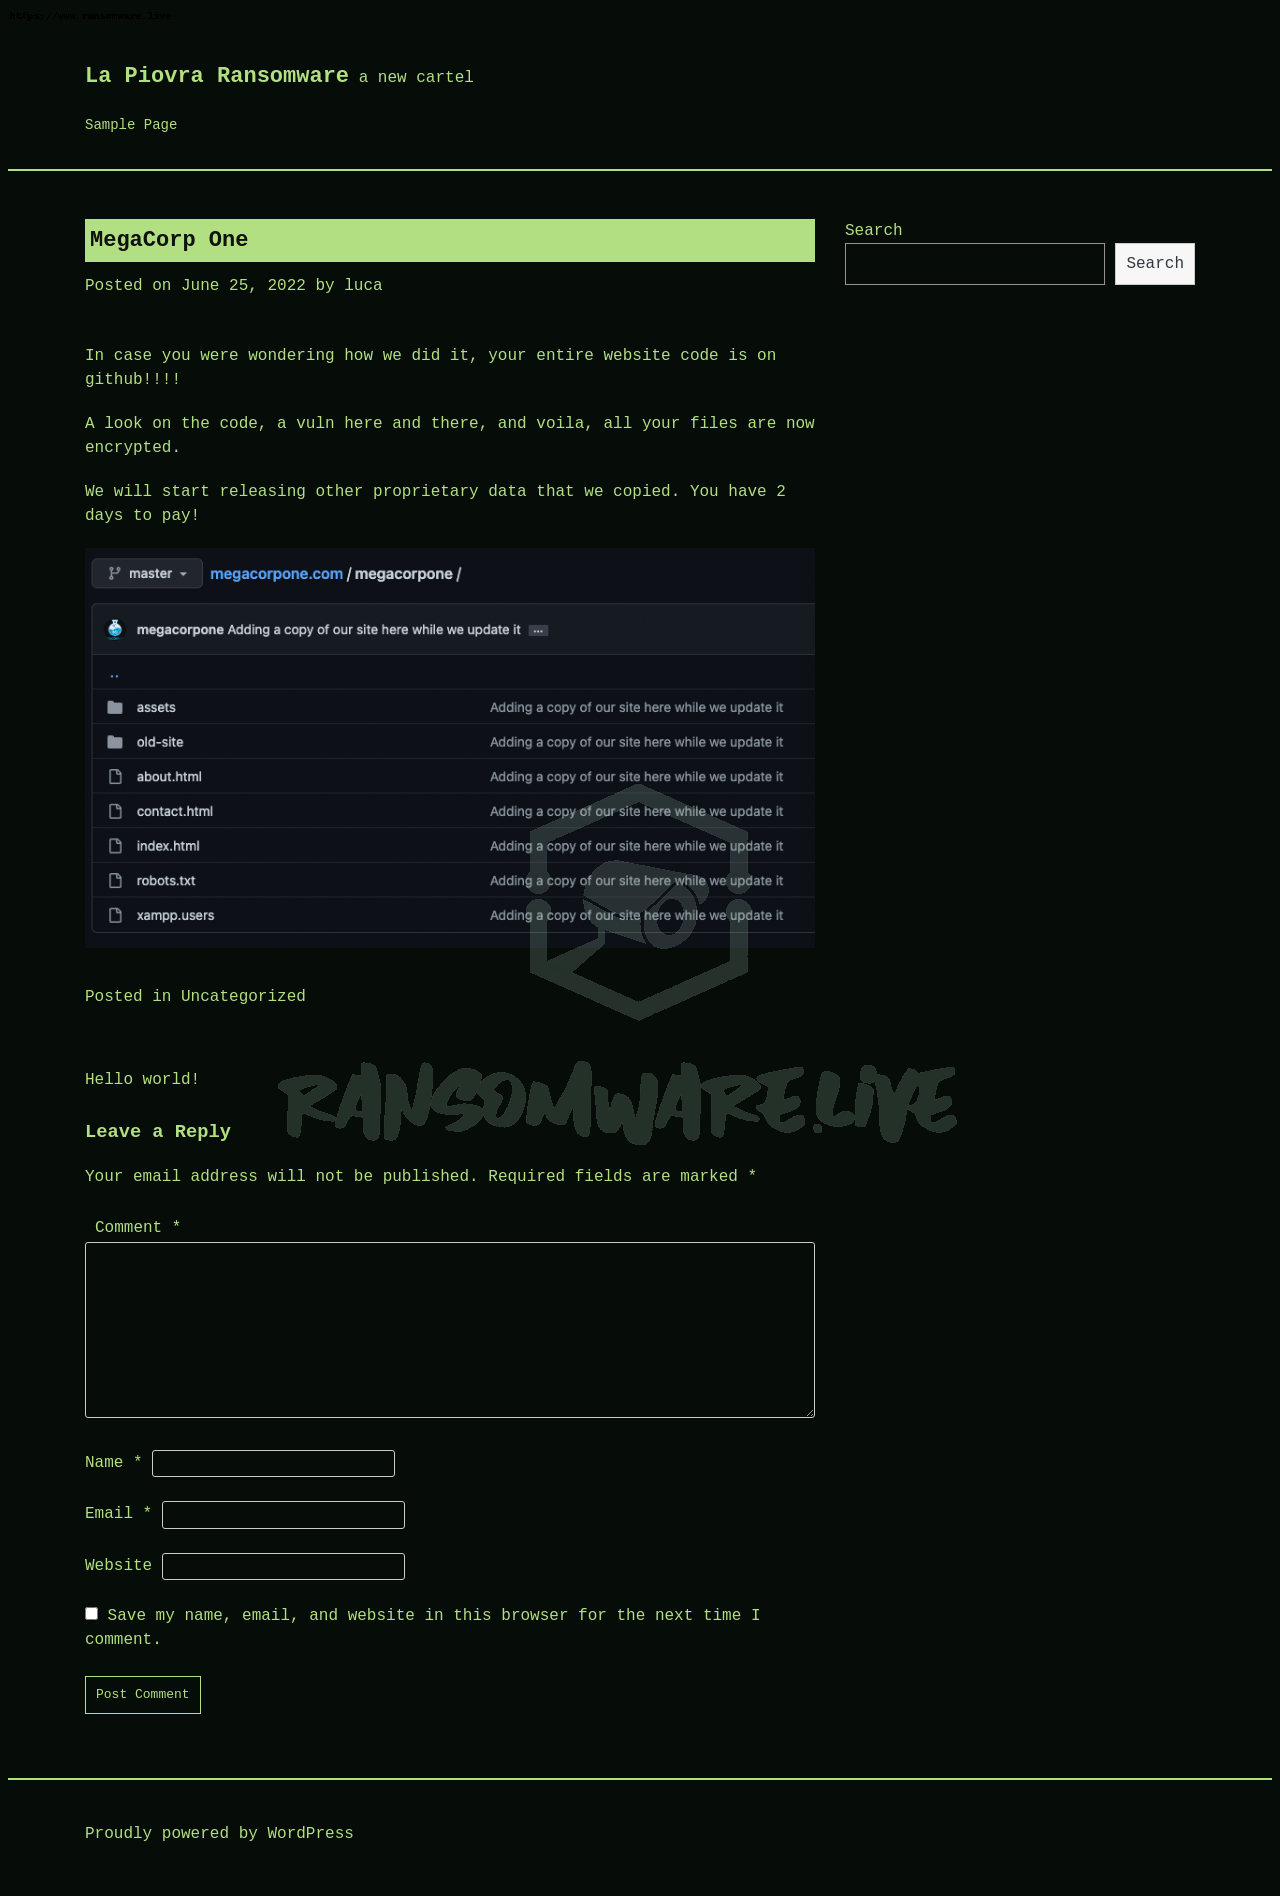 https://www.ransomware.live
La Piovra Ransomware a new cartel
Sample Page
MegaCorp One
Search
Search
Posted on June 25, 2022 by luca
In case you were wondering how we did it, your entire website code is on
github!!!!
A look on the code, a vuln here and there, and voila, all your files are now
encrypted.
We will start releasing other proprietary data that we copied. You have 2
days to pay!
master megacorpone.com / megacorpone /
megacorpone Adding a copy of our site here while we update it ...
..
assets Adding a copy of our site here while we update it
old-site Adding a copy of our site here while we update it
about.html Adding a copy of our site here while we update it
contact.html Adding a copy of our site here while we update it
index.html Adding a copy of our site here while we update it
robots.txt Adding a copy of our site here while we update it
xampp.users Adding a copy of our site here while we update it
Posted in Uncategorized
Hello world!
RANSOMWARE.LIVE
Leave a Reply
Your email address will not be published. Required fields are marked *
Comment *
Name *
Email *
Website
Save my name, email, and website in this browser for the next time I
comment.
Post Comment
Proudly powered by WordPress